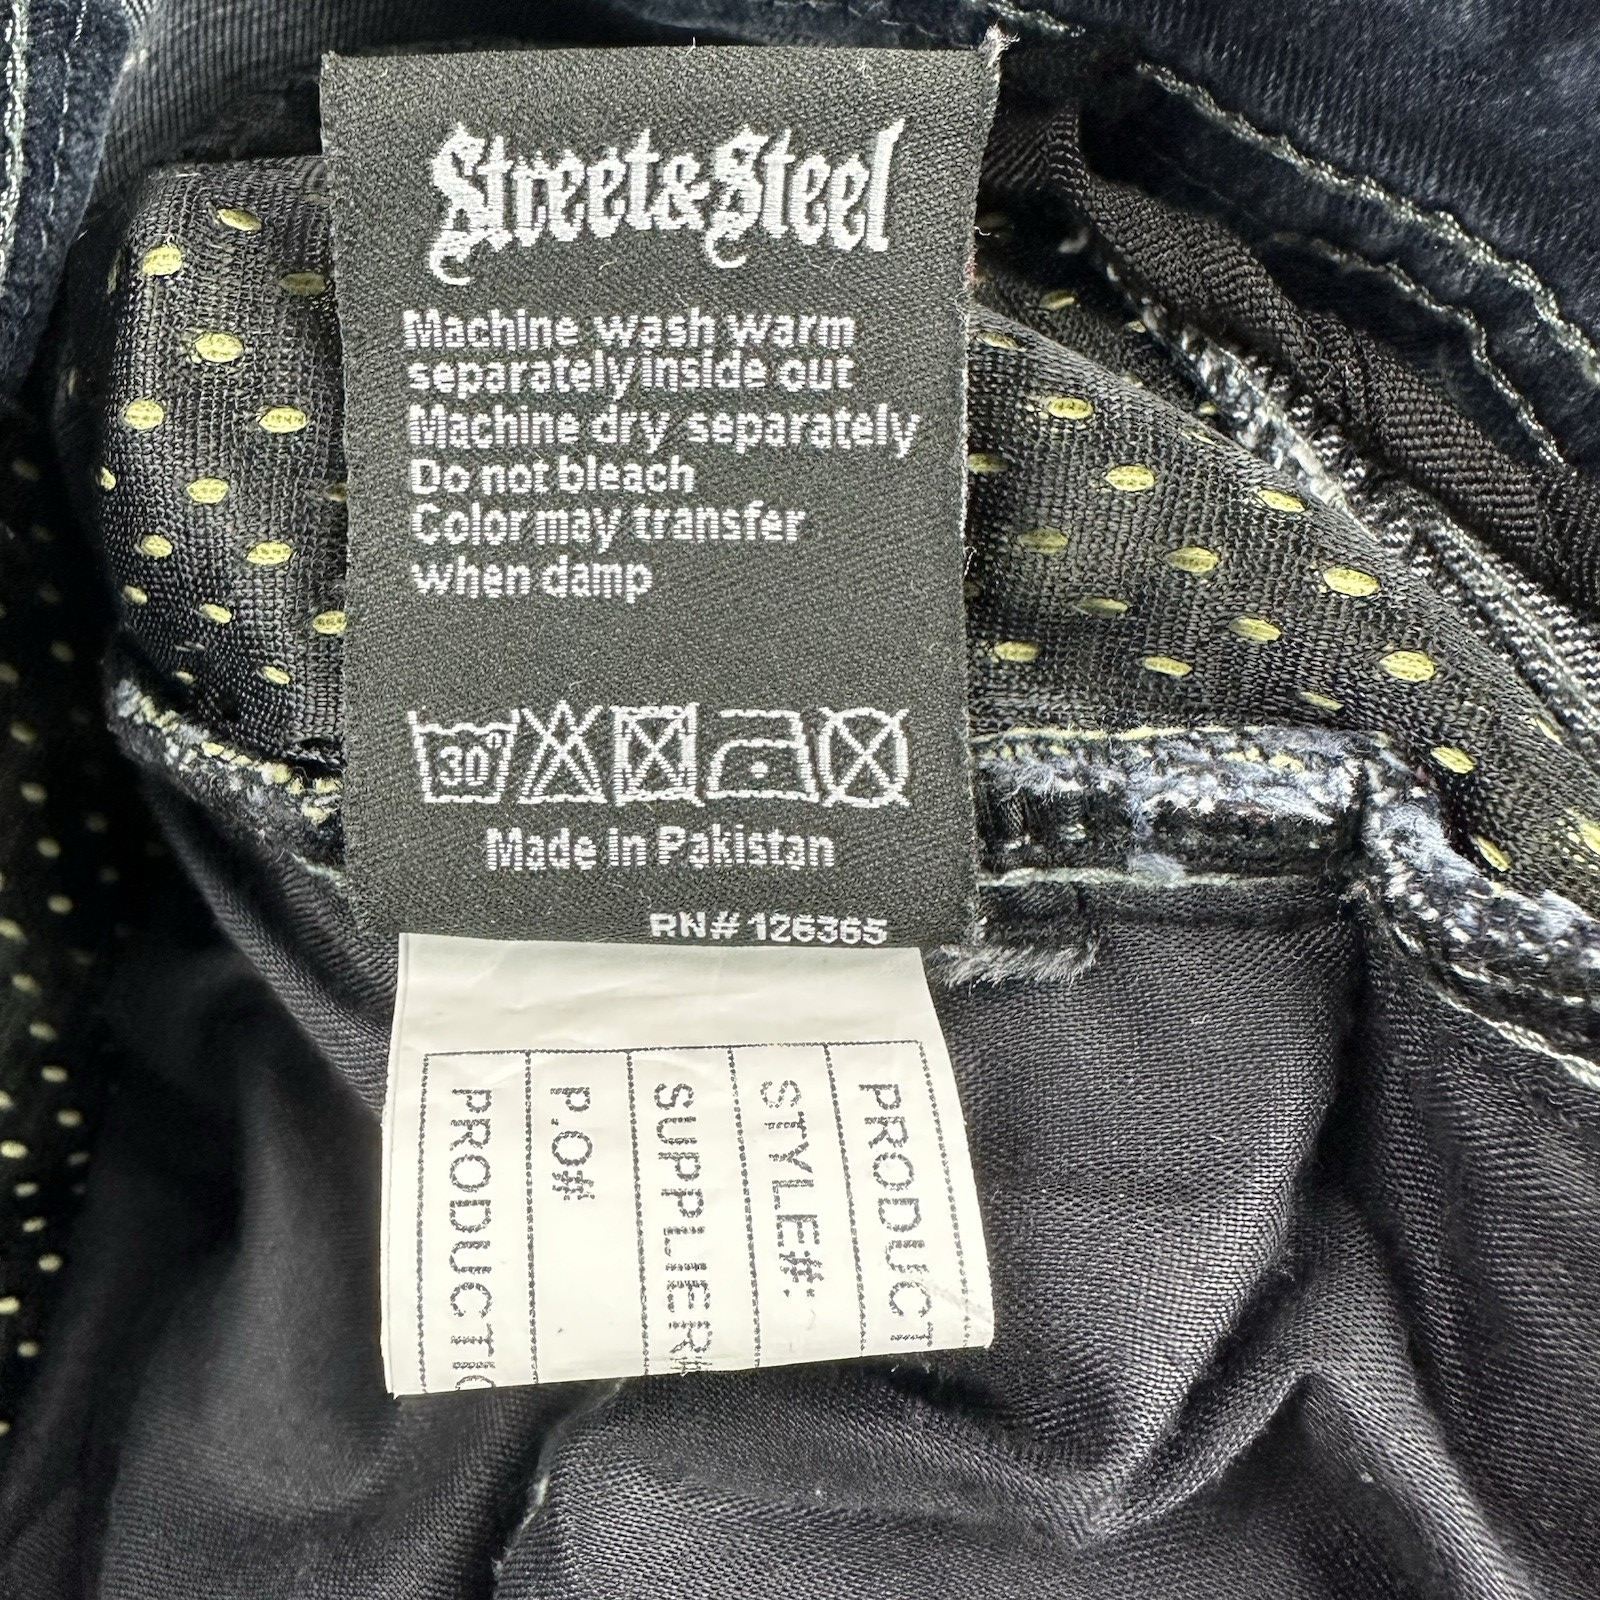 Street&Steel
Machine wash warm
separately inside out
Machine dry separately
Do not bleach
Color may transfer
when damp
30°
Made in Pakistan
RN# 126365
PRODUCT
STYLE#:
SUPPLIER#
P.O#:
PRODUCTIO